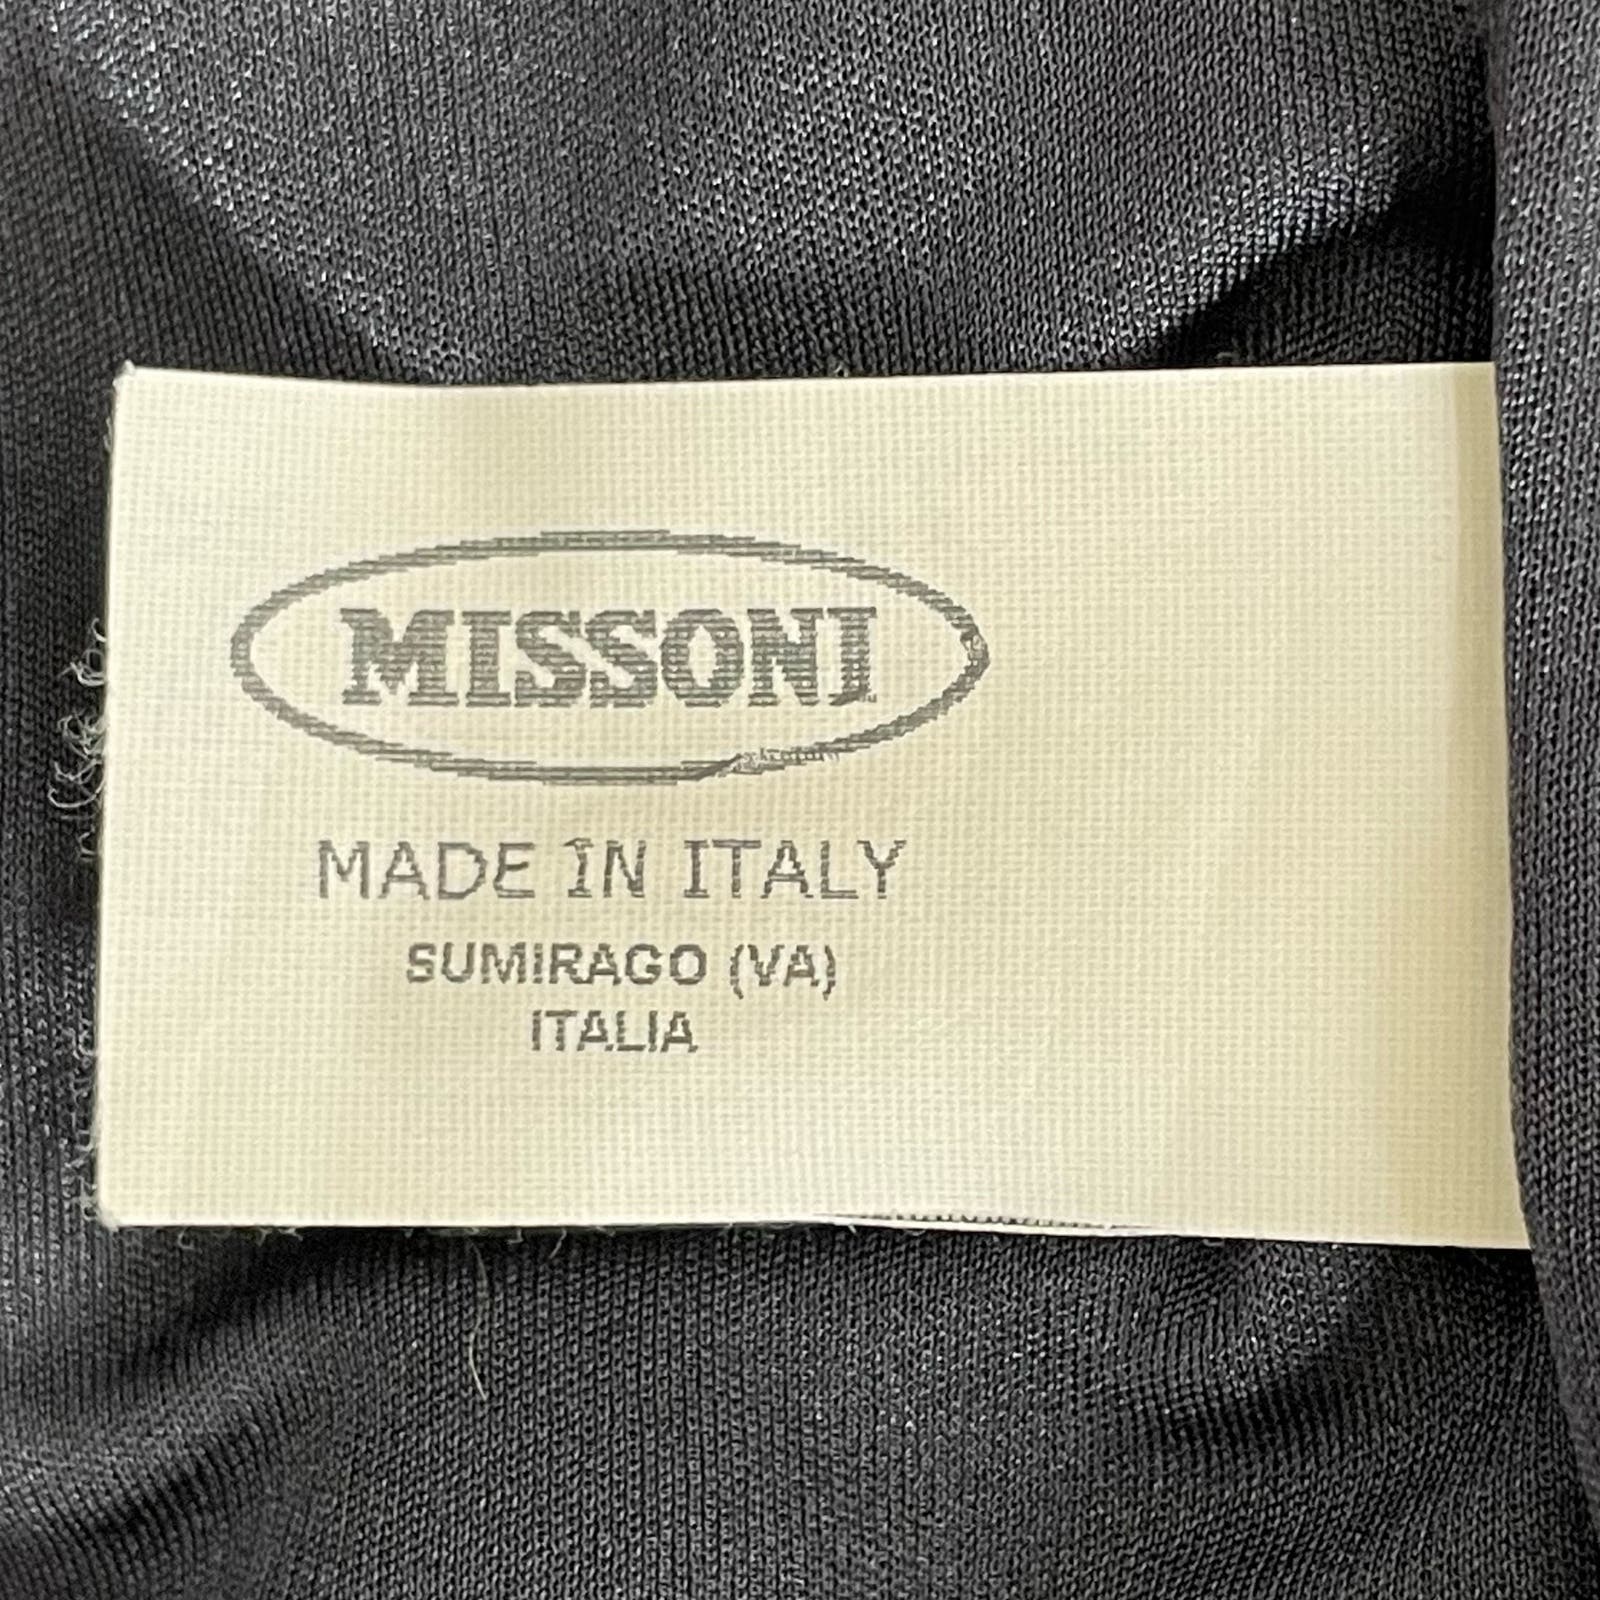 MISSONI
MADE IN ITALY
SUMIRAGO (VA)
ITALIA